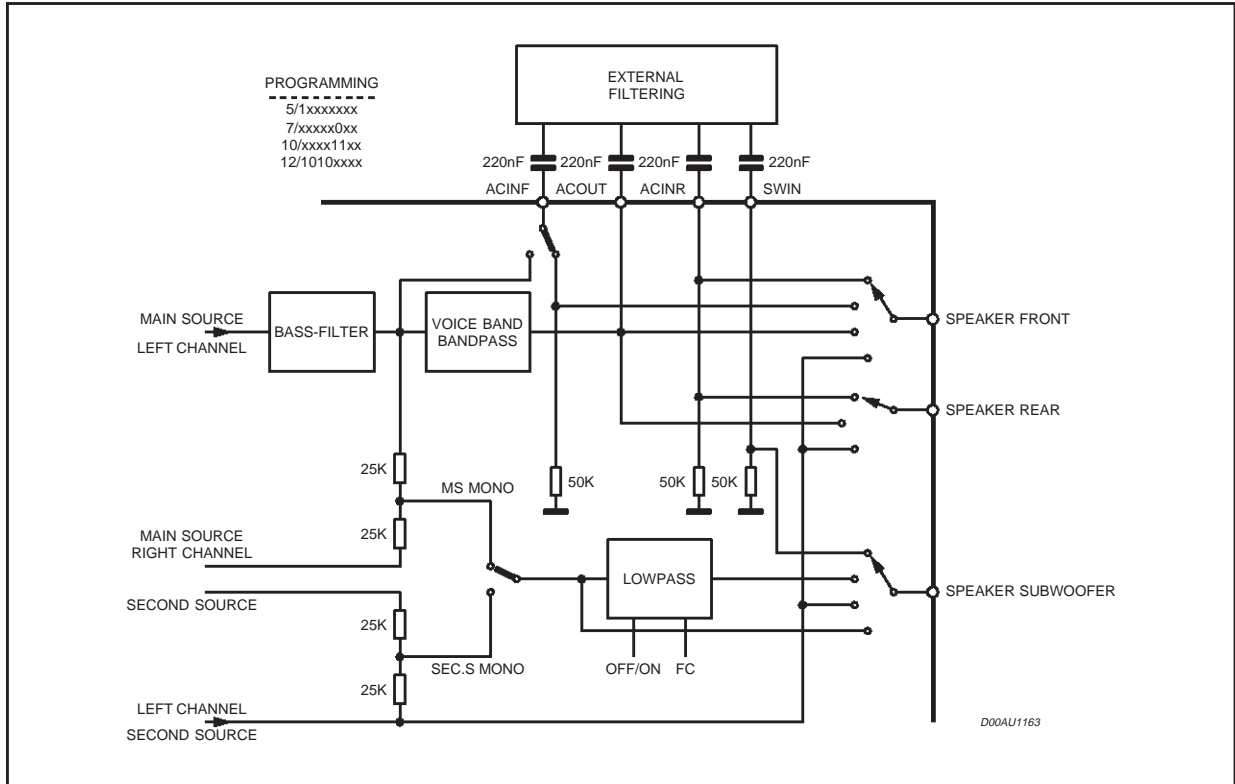 EXTERNAL
FILTERING
PROGRAMMING
5/1xxxxxxx
7/xxxxx0xx
10/xxxx11xx
12/1010xxxx
220nF
220nF
220nF
220nF
ACINF
ACOUT
ACINR
SWIN
MAIN SOURCE
LEFT CHANNEL
BASS-FILTER
VOICE BAND
BANDPASS
SPEAKER FRONT
SPEAKER REAR
25K
MS MONO
50K
50K
50K
25K
MAIN SOURCE
RIGHT CHANNEL
LOWPASS
SECOND SOURCE
SPEAKER SUBWOOFER
25K
SEC.S MONO
OFF/ON
FC
25K
LEFT CHANNEL
SECOND SOURCE
D00AU1163